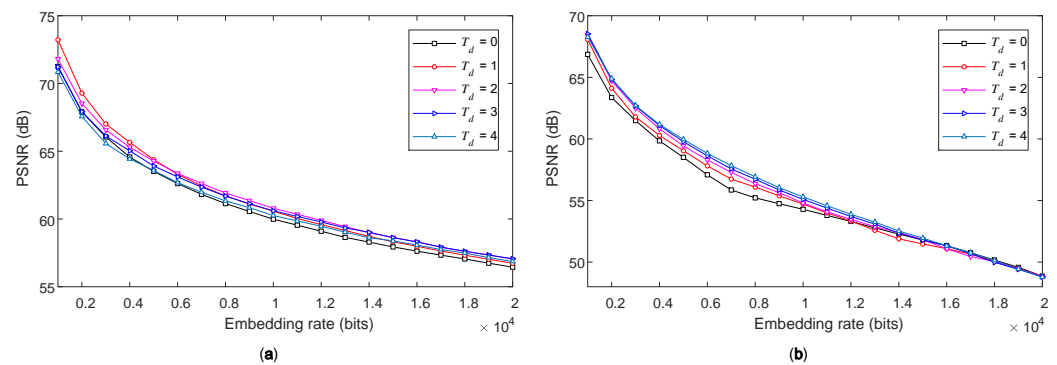 75
70
65
60
55
PSNR (dB)
0.2 0.4 0.6 0.8 1 1.2 1.4 1.6 1.8 2
Embedding rate (bits)
× 10⁴
T_d = 0
T_d = 1
T_d = 2
T_d = 3
T_d = 4
(a)
70
65
60
55
50
PSNR (dB)
0.2 0.4 0.6 0.8 1 1.2 1.4 1.6 1.8 2
Embedding rate (bits)
× 10⁴
T_d = 0
T_d = 1
T_d = 2
T_d = 3
T_d = 4
(b)